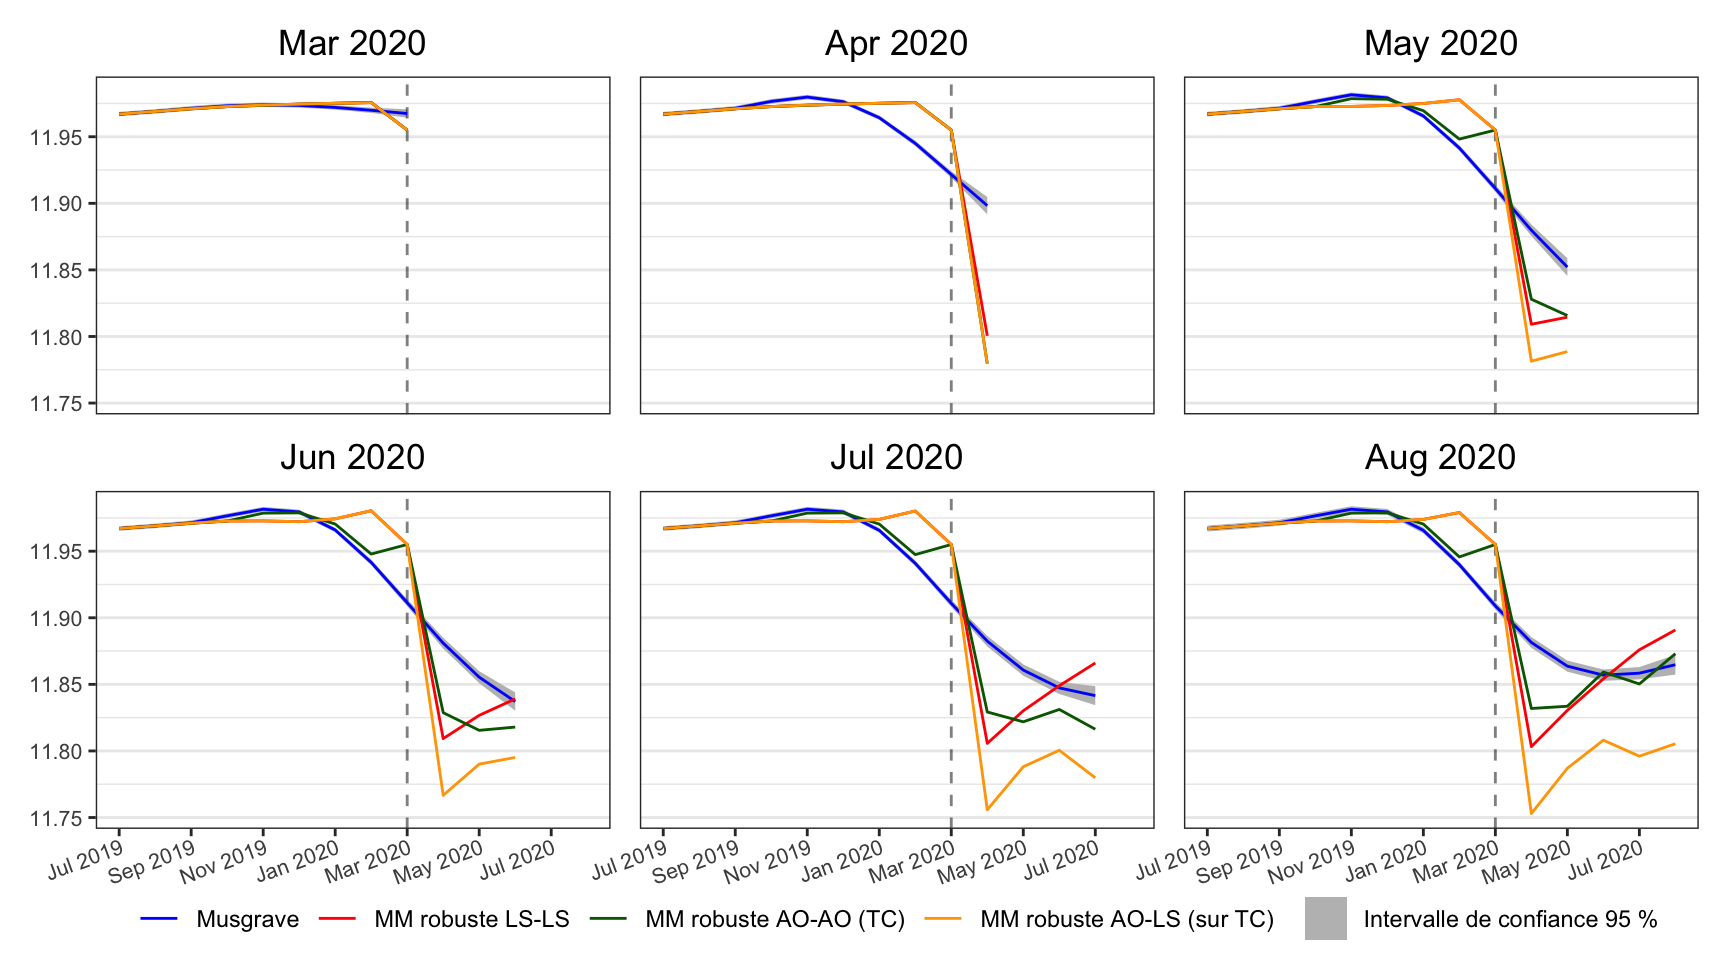 Mar 2020
Apr 2020
May 2020
11.95
11.90
11.85
11.80
11.75
Jun 2020
Jul 2020
Aug 2020
11.95
11.90
11.85
11.80
11.75
Jul 2019 Sep 2019 Nov 2019 Jan 2020 Mar 2020 May 2020 Jul 2020
Jul 2019 Sep 2019 Nov 2019 Jan 2020 Mar 2020 May 2020 Jul 2020
Jul 2019 Sep 2019 Nov 2019 Jan 2020 Mar 2020 May 2020 Jul 2020
Musgrave MM robuste LS-LS MM robuste AO-AO (TC) MM robuste AO-LS (sur TC) Intervalle de confiance 95 %